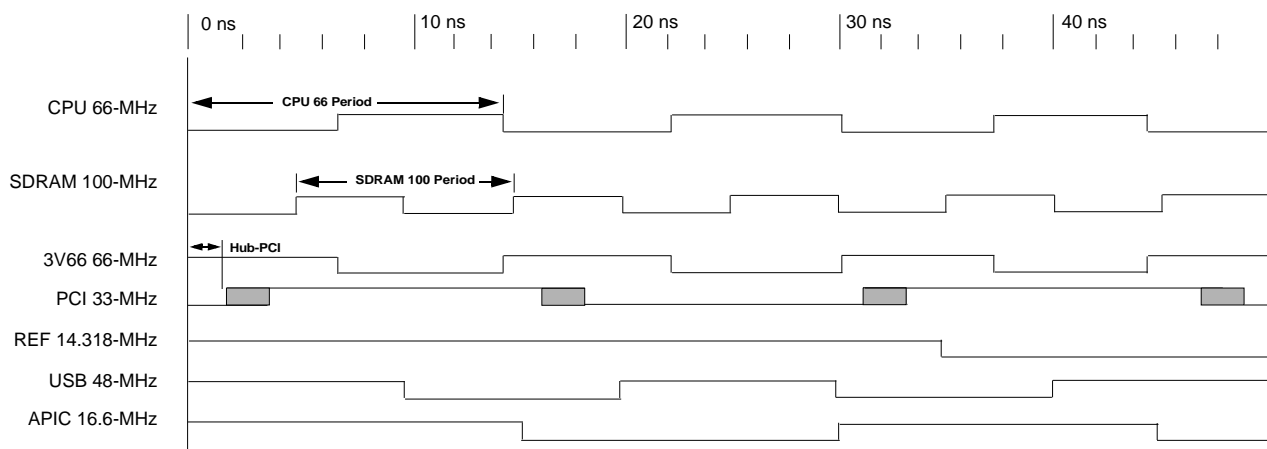 0 ns 10 ns 20 ns 30 ns 40 ns
CPU 66-MHz
CPU 66 Period
SDRAM 100-MHz
SDRAM 100 Period
Hub-PCI
3V66 66-MHz
PCI 33-MHz
REF 14.318-MHz
USB 48-MHz
APIC 16.6-MHz